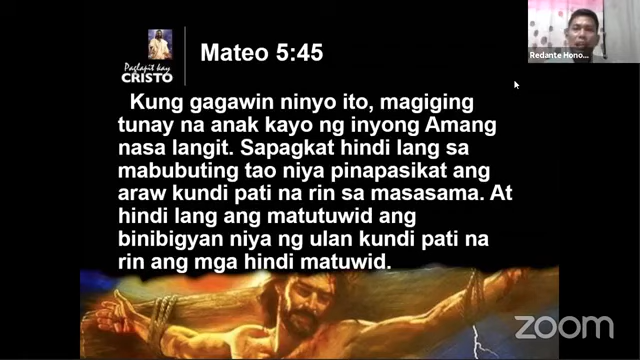 Paglapit kay
CRISTO
Mateo 5:45
Redante Hono...
Kung gagawin ninyo ito, magiging
tunay na anak kayo ng inyong Amang
nasa langit. Sapagkat hindi lang sa
mabubuting tao niya pinapasikat ang
araw kundi pati na rin sa masasama. At
hindi lang ang matutuwid ang
binibigyan niya ng ulan kundi pati na
rin ang mga hindi matuwid.
zoom